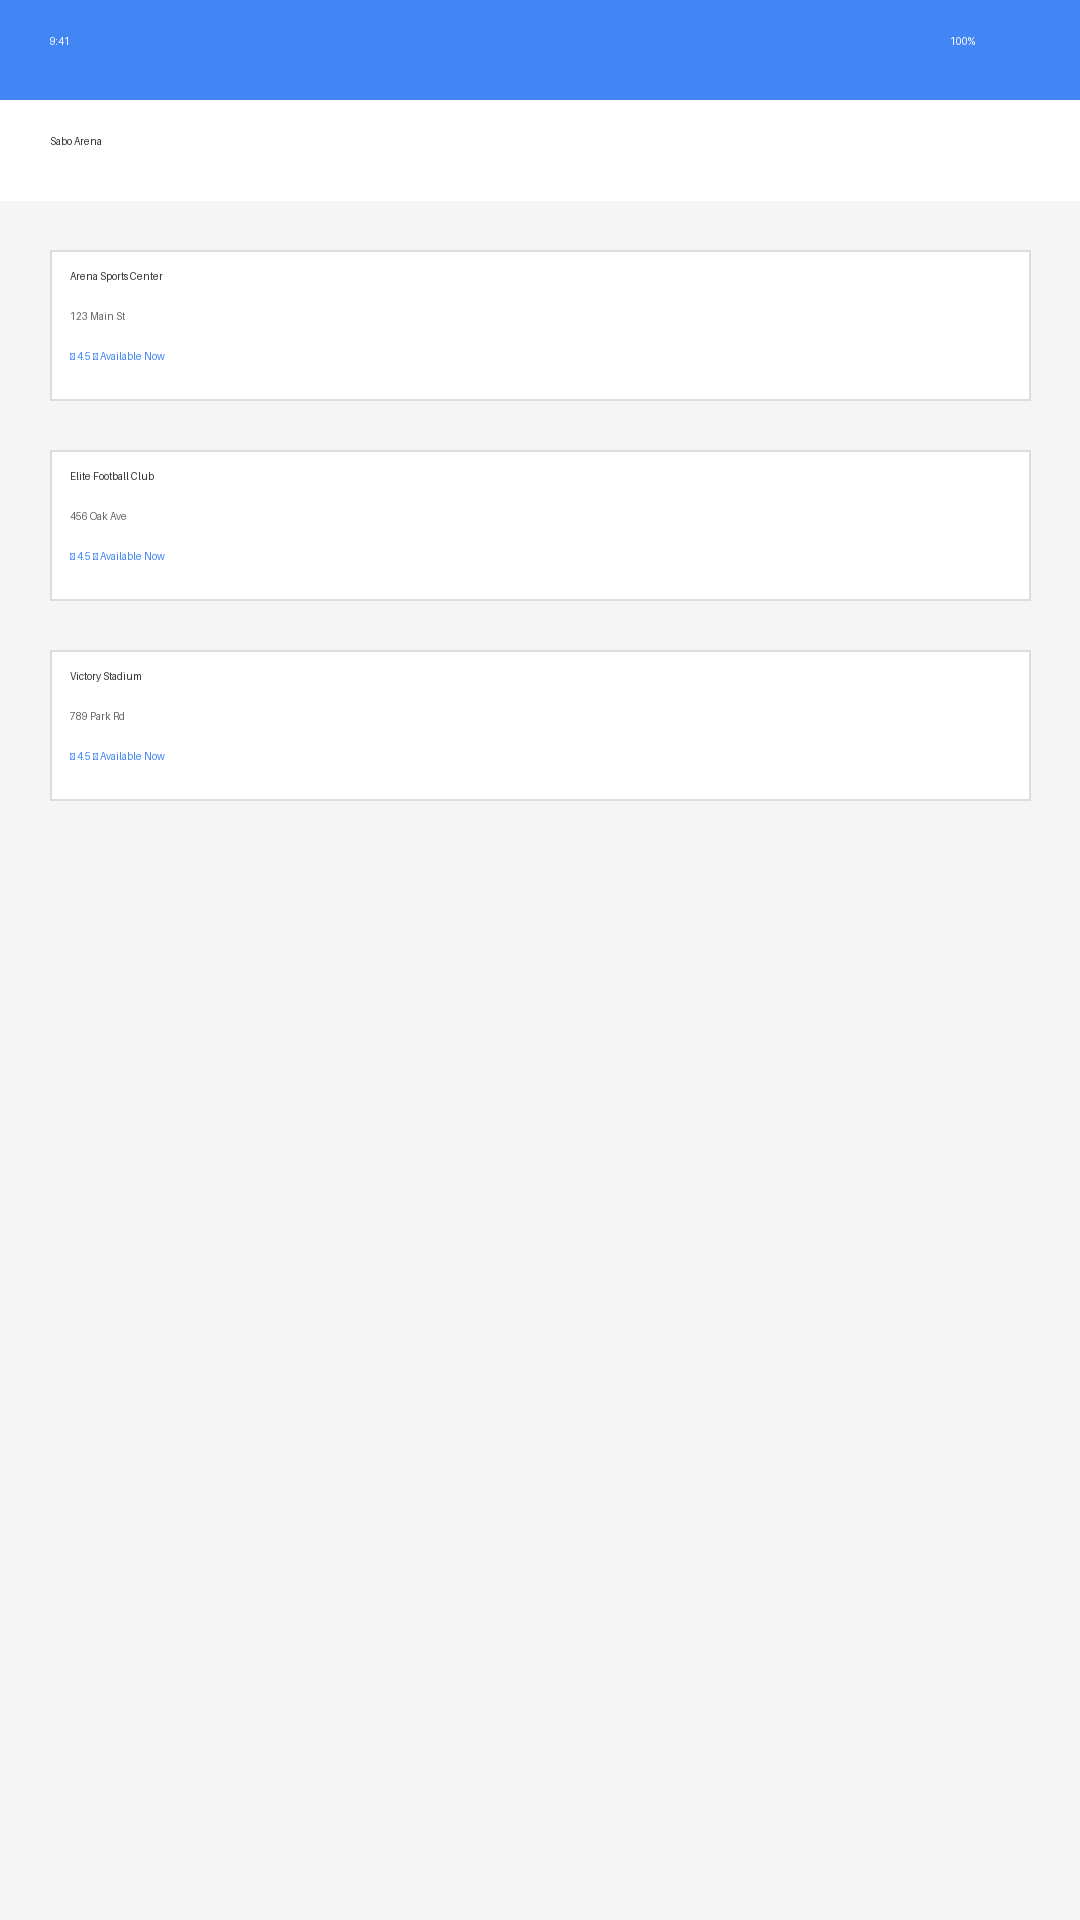 9:41 100%
Sabo Arena
Arena Sports Center
123 Main St
4.5 Available Now
Elite Football Club
456 Oak Ave
4.5 Available Now
Victory Stadium
789 Park Rd
4.5 Available Now